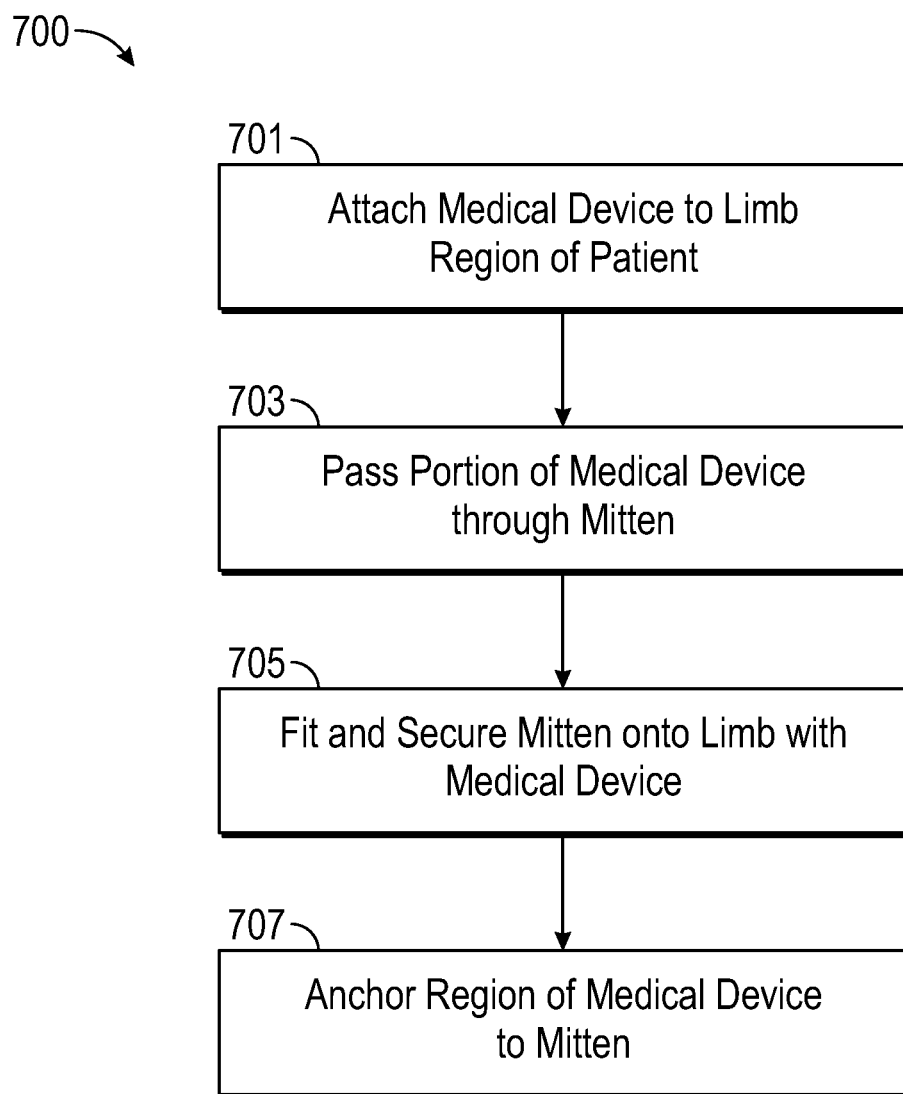 700
701
Attach Medical Device to Limb
Region of Patient
703
Pass Portion of Medical Device
through Mitten
705
Fit and Secure Mitten onto Limb with
Medical Device
707
Anchor Region of Medical Device
to Mitten